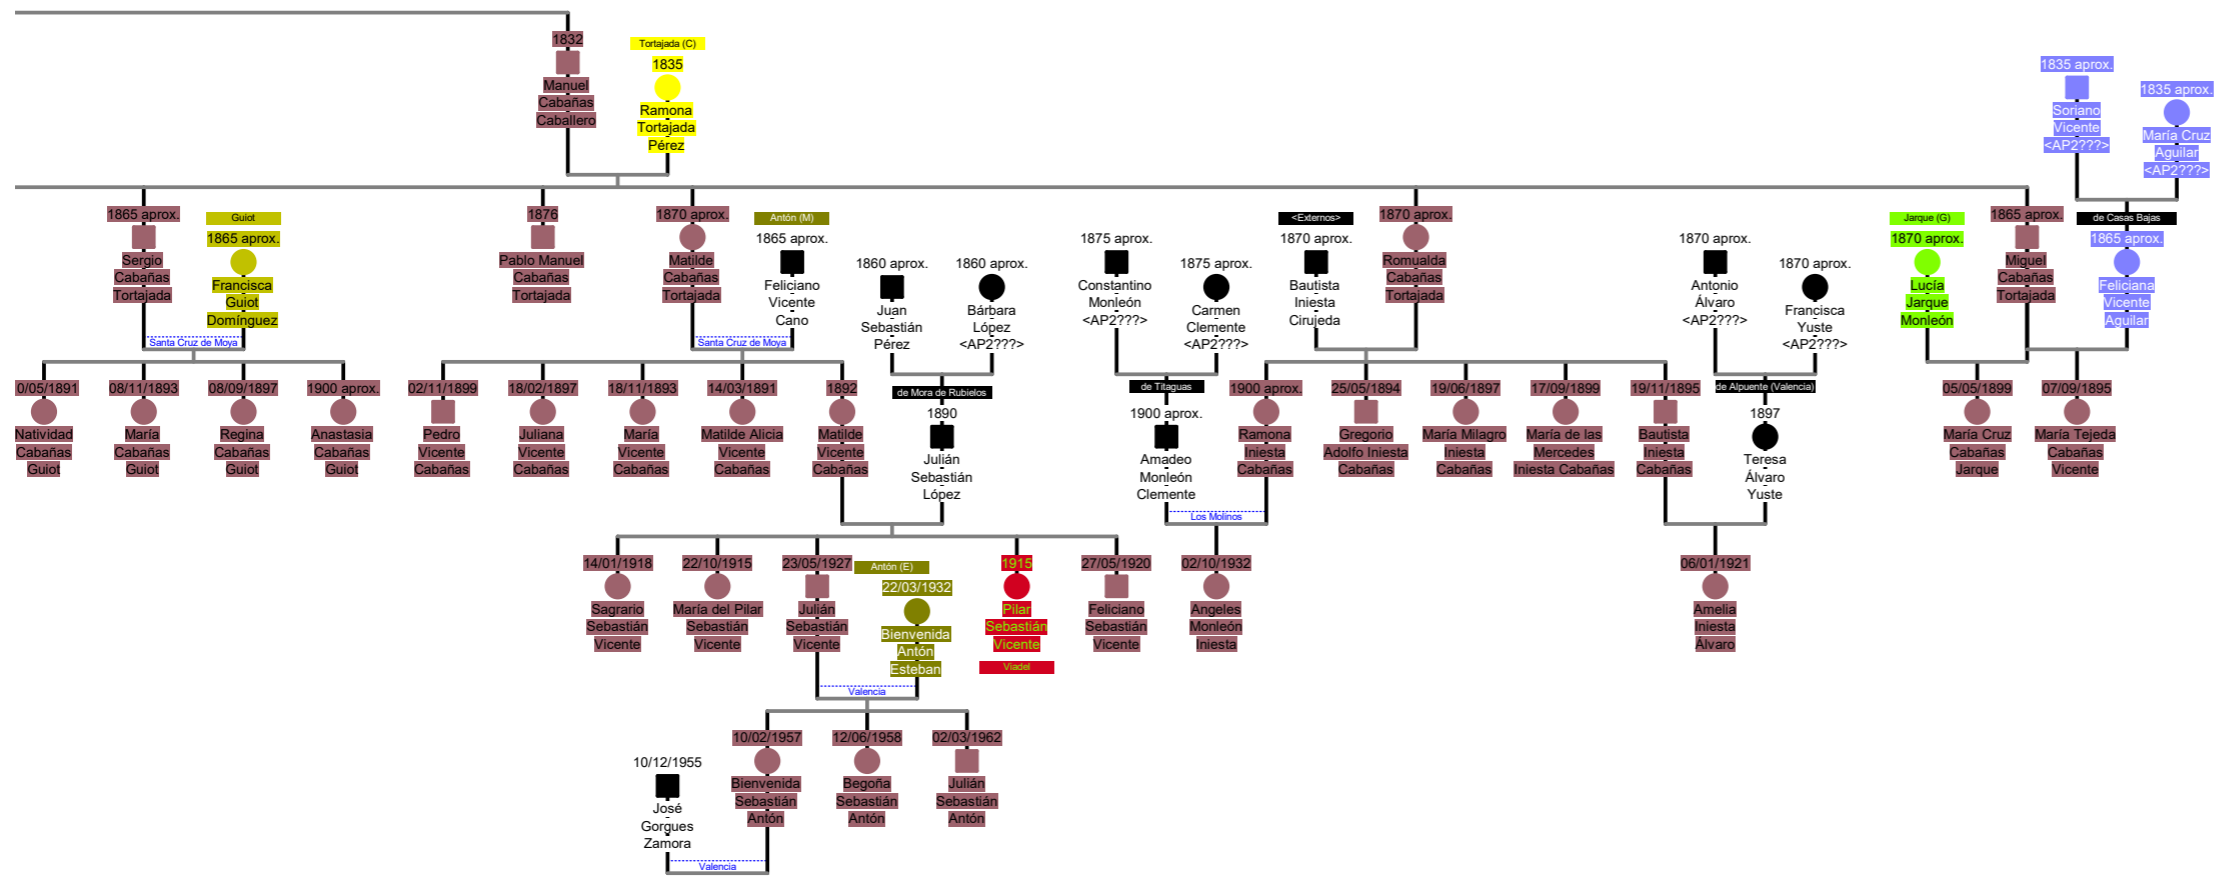 1832
Manuel
Cabañas
Caballero
Tortajada (C)
1835
Ramona
Tortajada
Pérez
1835 aprox.
Soriano
Vicente
<AP2???>
1835 aprox.
María Cruz
Aguilar
<AP2???>
1865 aprox.
Sergio
Cabañas
Tortajada
Guiot
1865 aprox.
Francisca
Guiot
Domínguez
Santa Cruz de Moya
1876
Pablo Manuel
Cabañas
Tortajada
1870 aprox.
Matilde
Cabañas
Tortajada
Antón (M)
1865 aprox.
Feliciano
Vicente
Cano
Santa Cruz de Moya
1860 aprox.
Juan
Sebastián
Pérez
1860 aprox.
Bárbara
López
<AP2???>
de Mora de Rubielos
1875 aprox.
Constantino
Monleón
<AP2???>
1875 aprox.
Carmen
Clemente
<AP2???>
de Titaguas
<Externos>
1870 aprox.
Bautista
Iniesta
Cirujeda
1870 aprox.
Romualda
Cabañas
Tortajada
1870 aprox.
Antonio
Álvaro
<AP2???>
1870 aprox.
Francisca
Yuste
<AP2???>
de Alpuente (Valencia)
Jarque (G)
1870 aprox.
Lucía
Jarque
Monleón
1865 aprox.
Miguel
Cabañas
Tortajada
de Casas Bajas
1865 aprox.
Feliciana
Vicente
Aguilar
0/05/1891
Natividad
Cabañas
Guiot
08/11/1893
María
Cabañas
Guiot
08/09/1897
Regina
Cabañas
Guiot
1900 aprox.
Anastasia
Cabañas
Guiot
02/11/1899
Pedro
Vicente
Cabañas
18/02/1897
Juliana
Vicente
Cabañas
18/11/1893
María
Vicente
Cabañas
14/03/1891
Matilde Alicia
Vicente
Cabañas
1892
Matilde
Vicente
Cabañas
1890
Julián
Sebastián
López
1900 aprox.
Amadeo
Monleón
Clemente
1900 aprox.
Ramona
Iniesta
Cabañas
Los Molinos
25/05/1894
Gregorio
Adolfo Iniesta
Cabañas
19/06/1897
María Milagro
Iniesta
Cabañas
17/09/1899
María de las
Mercedes
Iniesta Cabañas
19/11/1895
Bautista
Iniesta
Cabañas
1897
Teresa
Álvaro
Yuste
05/05/1899
María Cruz
Cabañas
Jarque
07/09/1895
María Tejeda
Cabañas
Vicente
14/01/1918
Sagrario
Sebastián
Vicente
22/10/1915
María del Pilar
Sebastián
Vicente
23/05/1927
Julián
Sebastián
Vicente
Antón (E)
22/03/1932
Bienvenida
Antón
Esteban
Valencia
1915
Pilar
Sebastián
Vicente
Viadel
27/05/1920
Feliciano
Sebastián
Vicente
02/10/1932
Angeles
Monleón
Iniesta
06/01/1921
Amelia
Iniesta
Álvaro
10/12/1955
José
Gorgues
Zamora
10/02/1957
Bienvenida
Sebastián
Antón
Valencia
12/06/1958
Begoña
Sebastián
Antón
02/03/1962
Julián
Sebastián
Antón